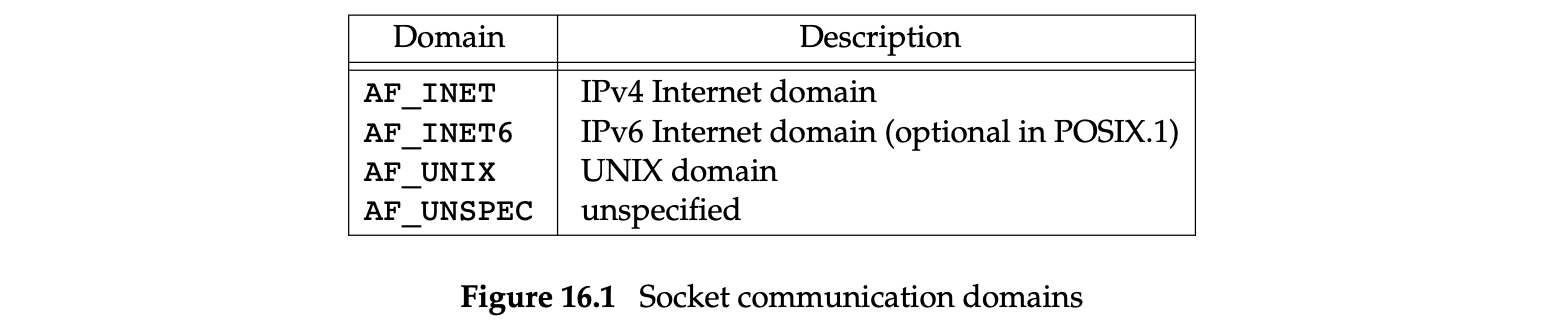 Domain Description
AF_INET IPv4 Internet domain
AF_INET6 IPv6 Internet domain (optional in POSIX.1)
AF_UNIX UNIX domain
AF_UNSPEC unspecified
Figure 16.1 Socket communication domains